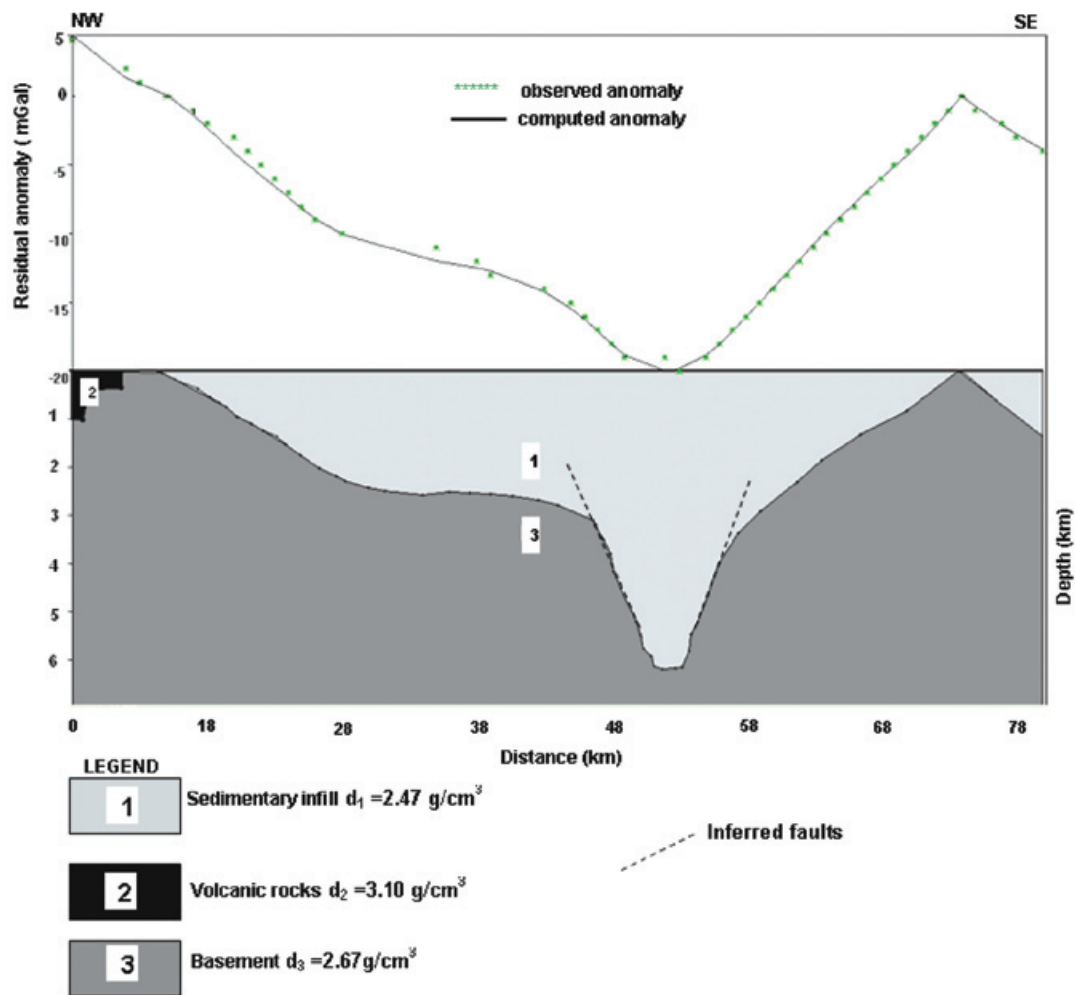 NW SE
5
0
-5
-10
-15
-20
Residual anomaly ( mGal)
****** observed anomaly
computed anomaly
2
1
2
3
4
5
6
1
3
Depth (km)
0 18 28 38 48 58 68 78
Distance (km)
LEGEND
1 Sedimentary infill d₁ =2.47 g/cm³
Inferred faults
2 Volcanic rocks d₂ =3.10 g/cm³
3 Basement d₃ =2.67g/cm³